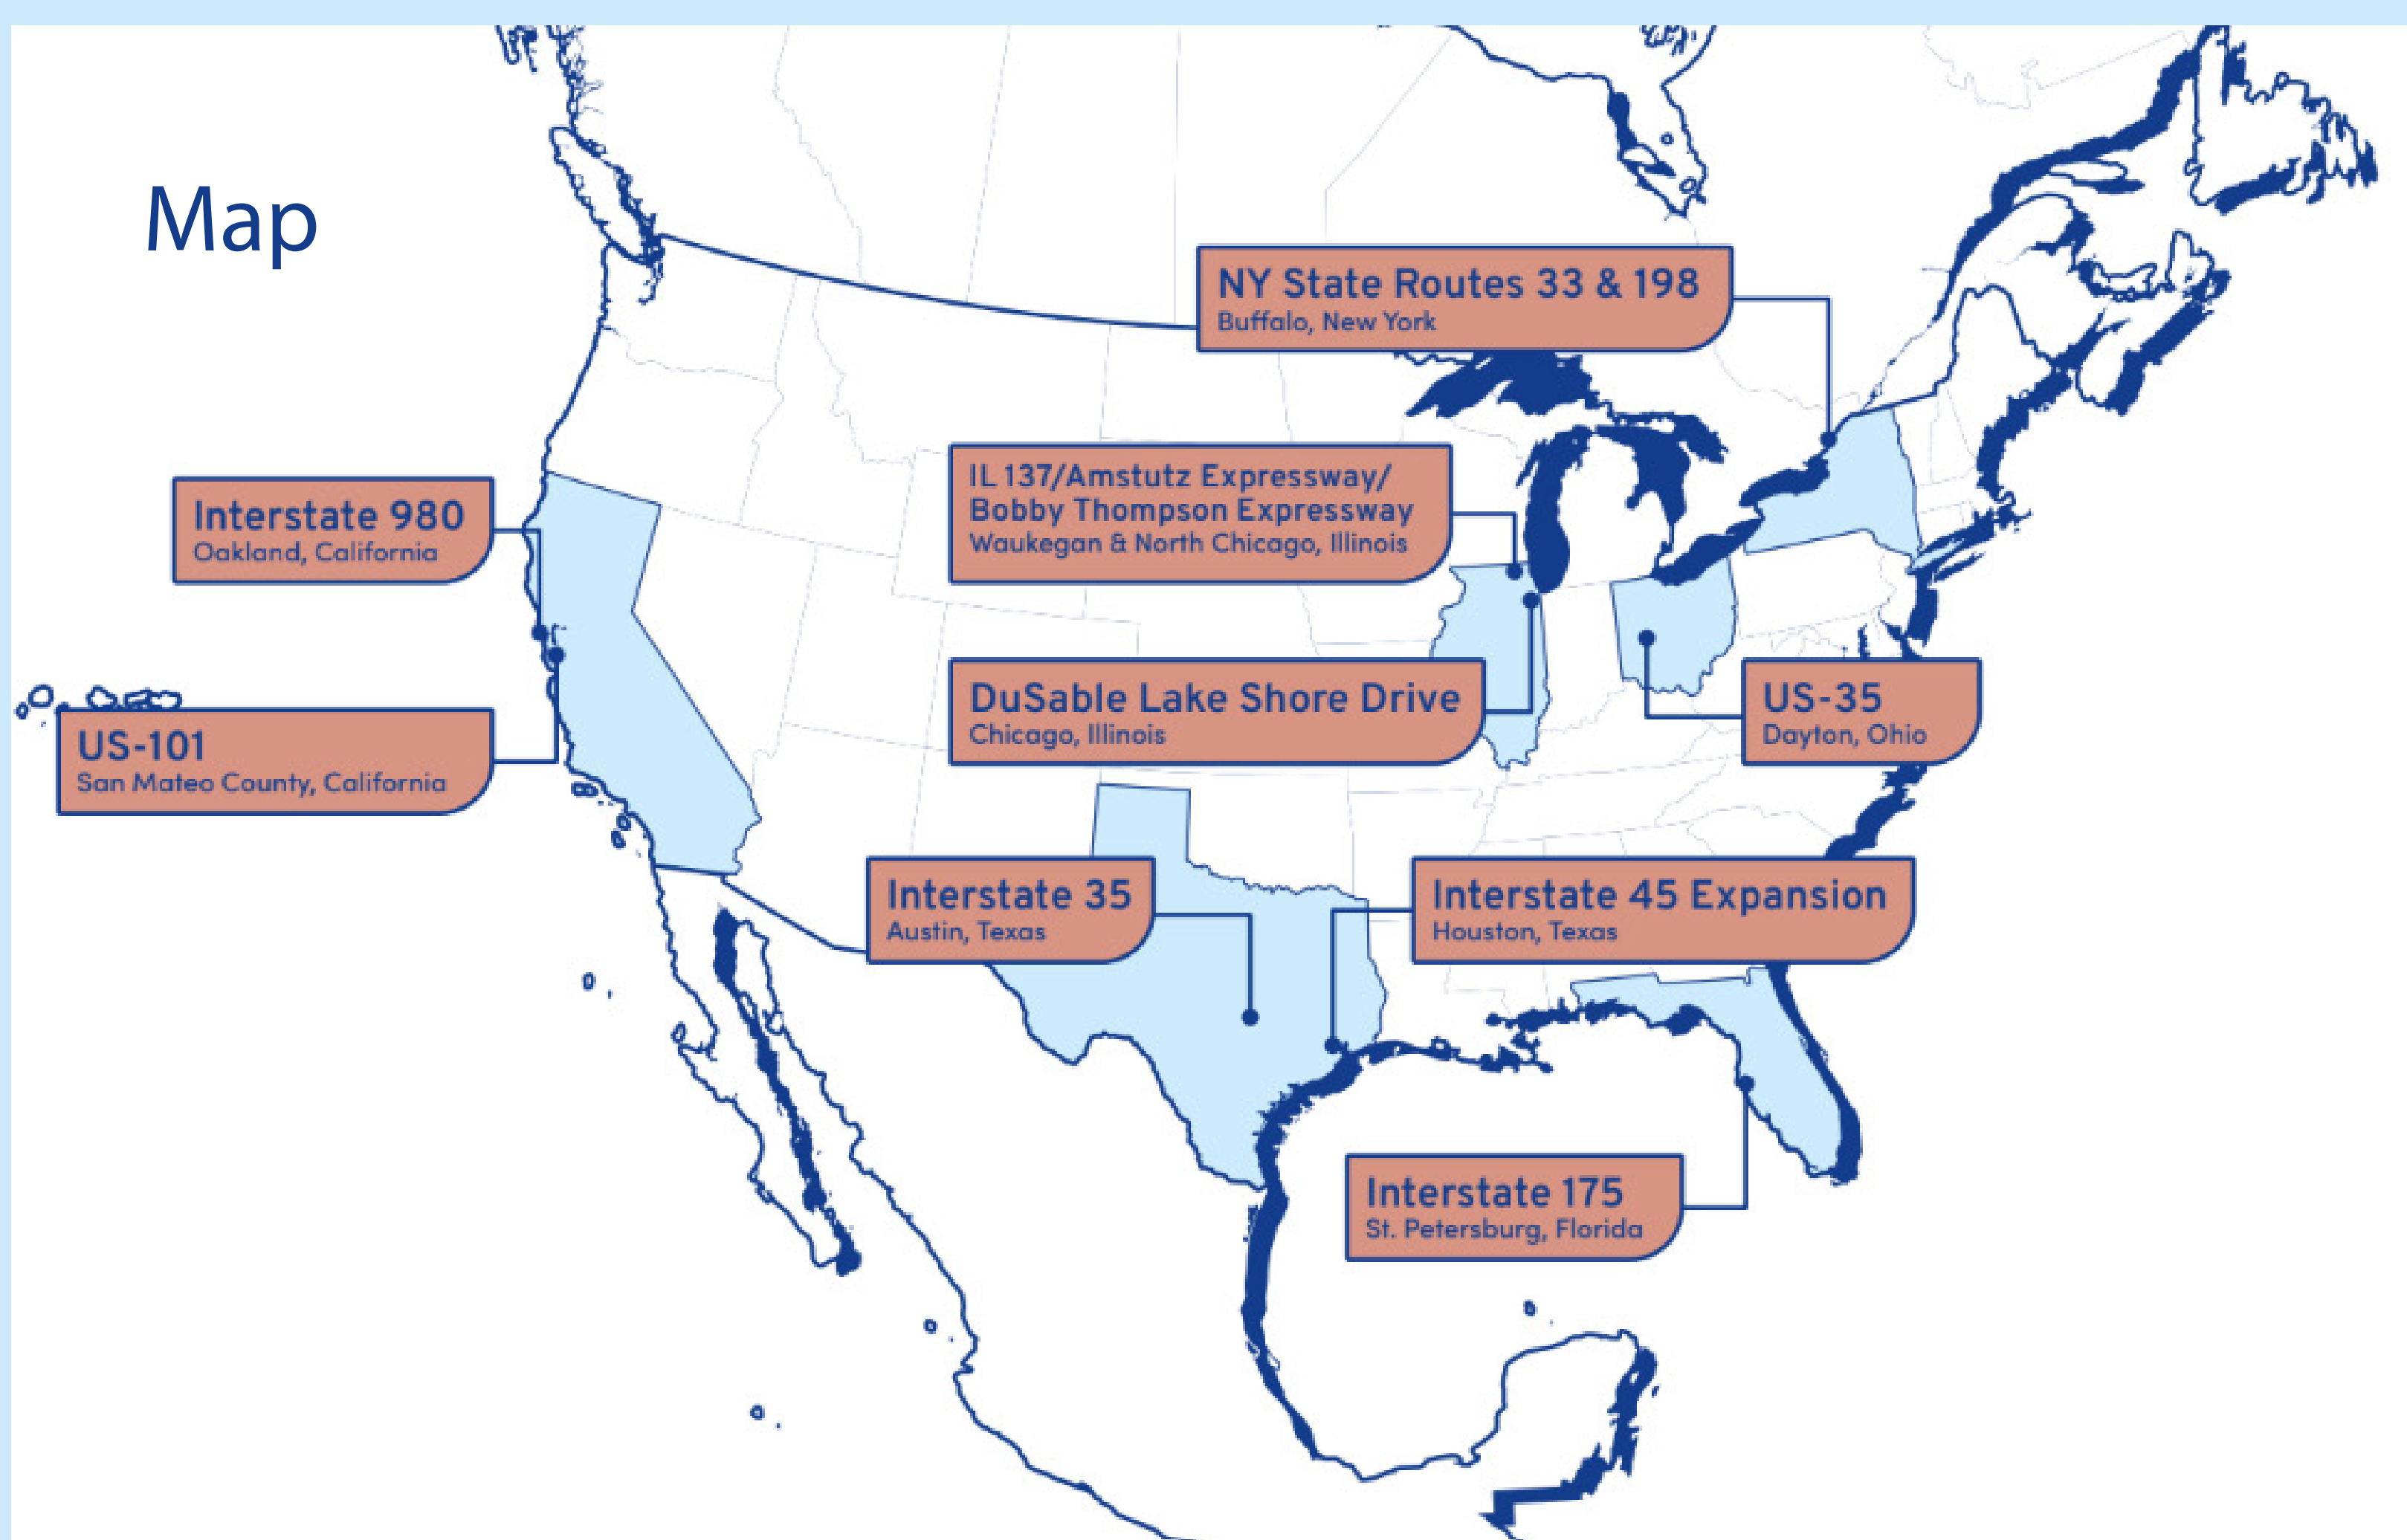 Map
NY State Routes 33 & 198
Buffalo, New York
IL 137/Amstutz Expressway/
Bobby Thompson Expressway
Waukegan & North Chicago, Illinois
Interstate 980
Oakland, California
DuSable Lake Shore Drive
Chicago, Illinois
US-35
Dayton, Ohio
US-101
San Mateo County, California
Interstate 35
Austin, Texas
Interstate 45 Expansion
Houston, Texas
Interstate 175
St. Petersburg, Florida